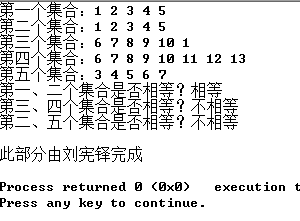 第一个集合：1 2 3 4 5
第二个集合：1 2 3 4 5
第三个集合：6 7 8 9 10 1
第四个集合：6 7 8 9 10 11 12 13
第五个集合：3 4 5 6 7
第一、二个集合是否相等？相等
第三、四个集合是否相等？不相等
第二、五个集合是否相等？不相等
此部分由刘宪铎完成
Process returned 0 (0x0)   execution t
Press any key to continue.